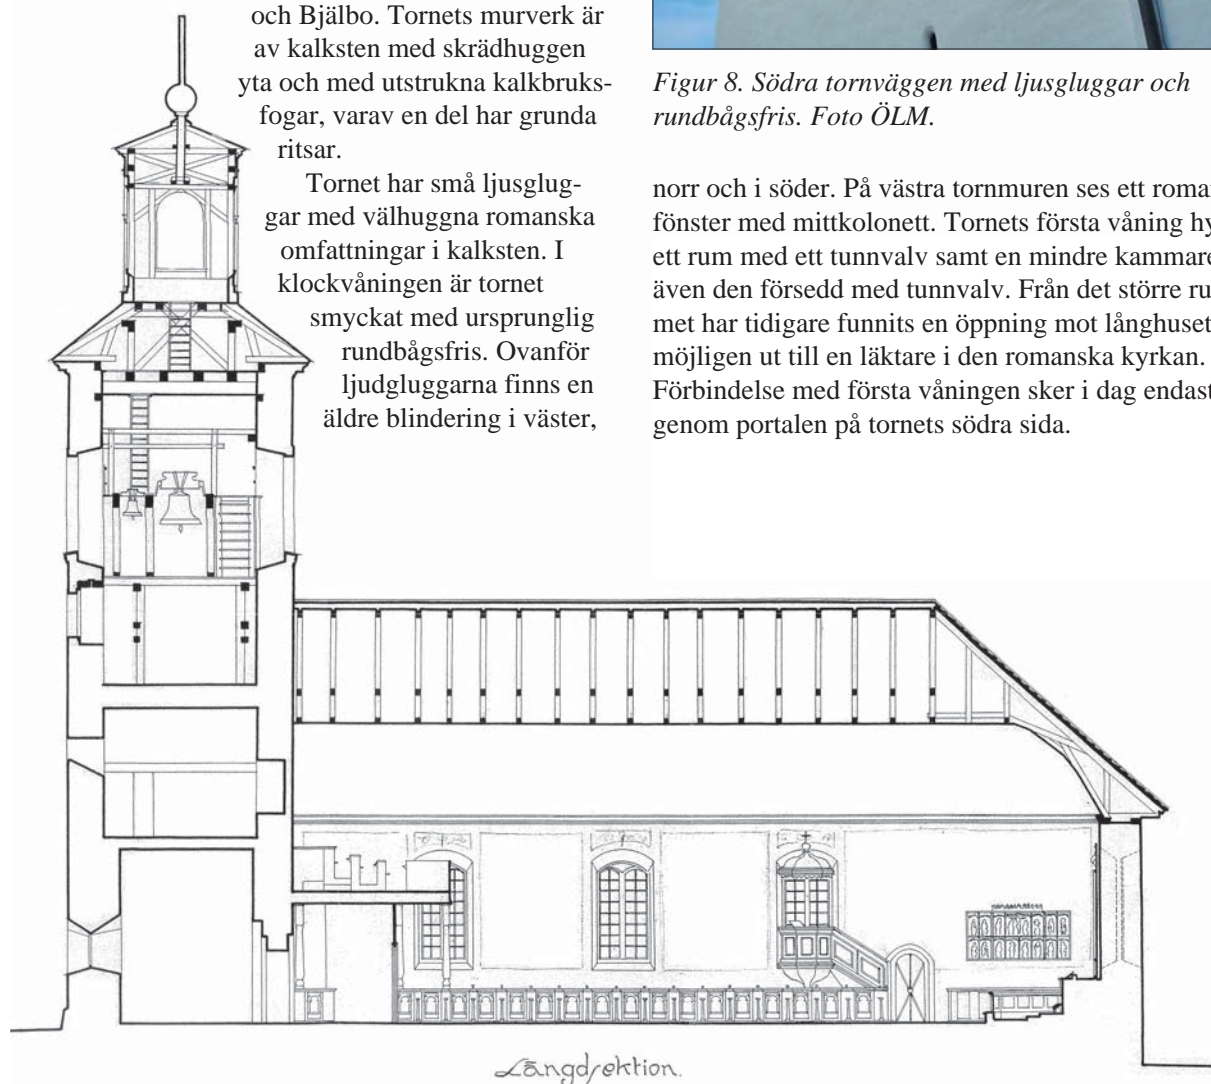 och Bjälbo. Tornets murverk är
av kalksten med skrädhuggen
yta och med utstrukna kalkbruks-
fogar, varav en del har grunda
ritsar.
Tornet har små ljusglug-
gar med välhuggna romanska
omfattningar i kalksten. I
klockvåningen är tornet
smyckat med ursprunglig
rundbågsfris. Ovanför
ljudgluggarna finns en
äldre blindering i väster,
Figur 8. Södra tornväggen med ljusgluggar och
rundbågsfris. Foto ÖLM.
norr och i söder. På västra tornmuren ses ett
fönster med mittkolonett. Tornets första våning
ett rum med ett tunnvalv samt en mindre
även den försedd med tunnvalv. Från det större
met har tidigare funnits en öppning mot långhuset
möjligen ut till en läktare i den romanska kyrkan.
Förbindelse med första våningen sker i dag endast
genom portalen på tornets södra sida.
Längdsektion.